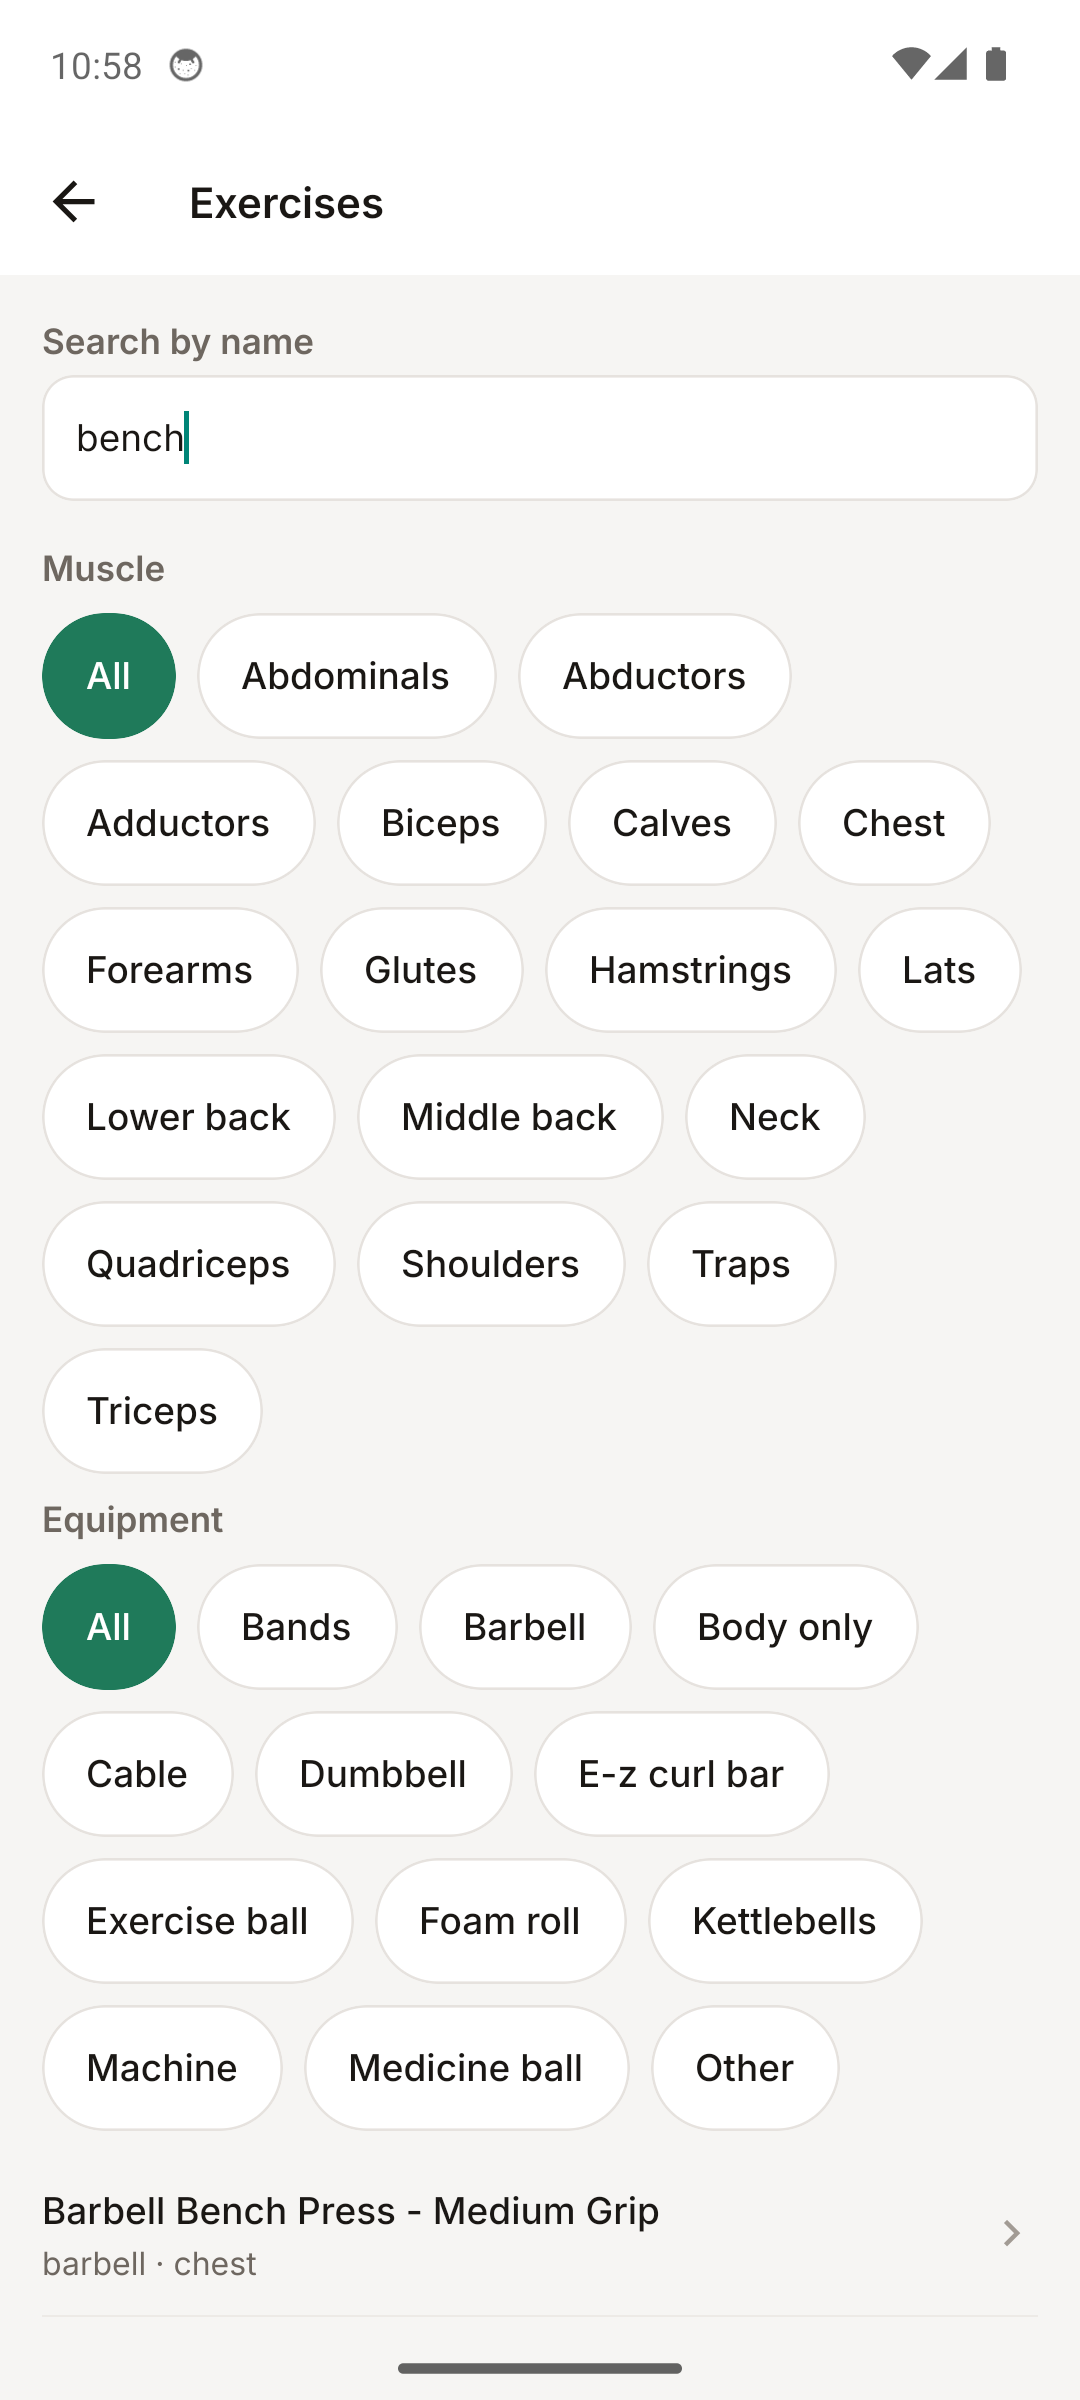 10:58
Exercises
Search by name
bench
Muscle
All Abdominals Abductors
Adductors Biceps Calves Chest
Forearms Glutes Hamstrings Lats
Lower back Middle back Neck
Quadriceps Shoulders Traps
Triceps
Equipment
All Bands Barbell Body only
Cable Dumbbell E-z curl bar
Exercise ball Foam roll Kettlebells
Machine Medicine ball Other
Barbell Bench Press - Medium Grip
barbell · chest